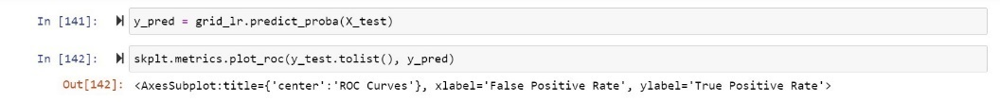 In [141]: y_pred = grid_lr.predict_proba(X_test)
In [142]: skplt.metrics.plot_roc(y_test.tolist(), y_pred)
Out[142]: <AxesSubplot:title={'center':'ROC Curves'}, xlabel='False Positive Rate', ylabel='True Positive Rate'>